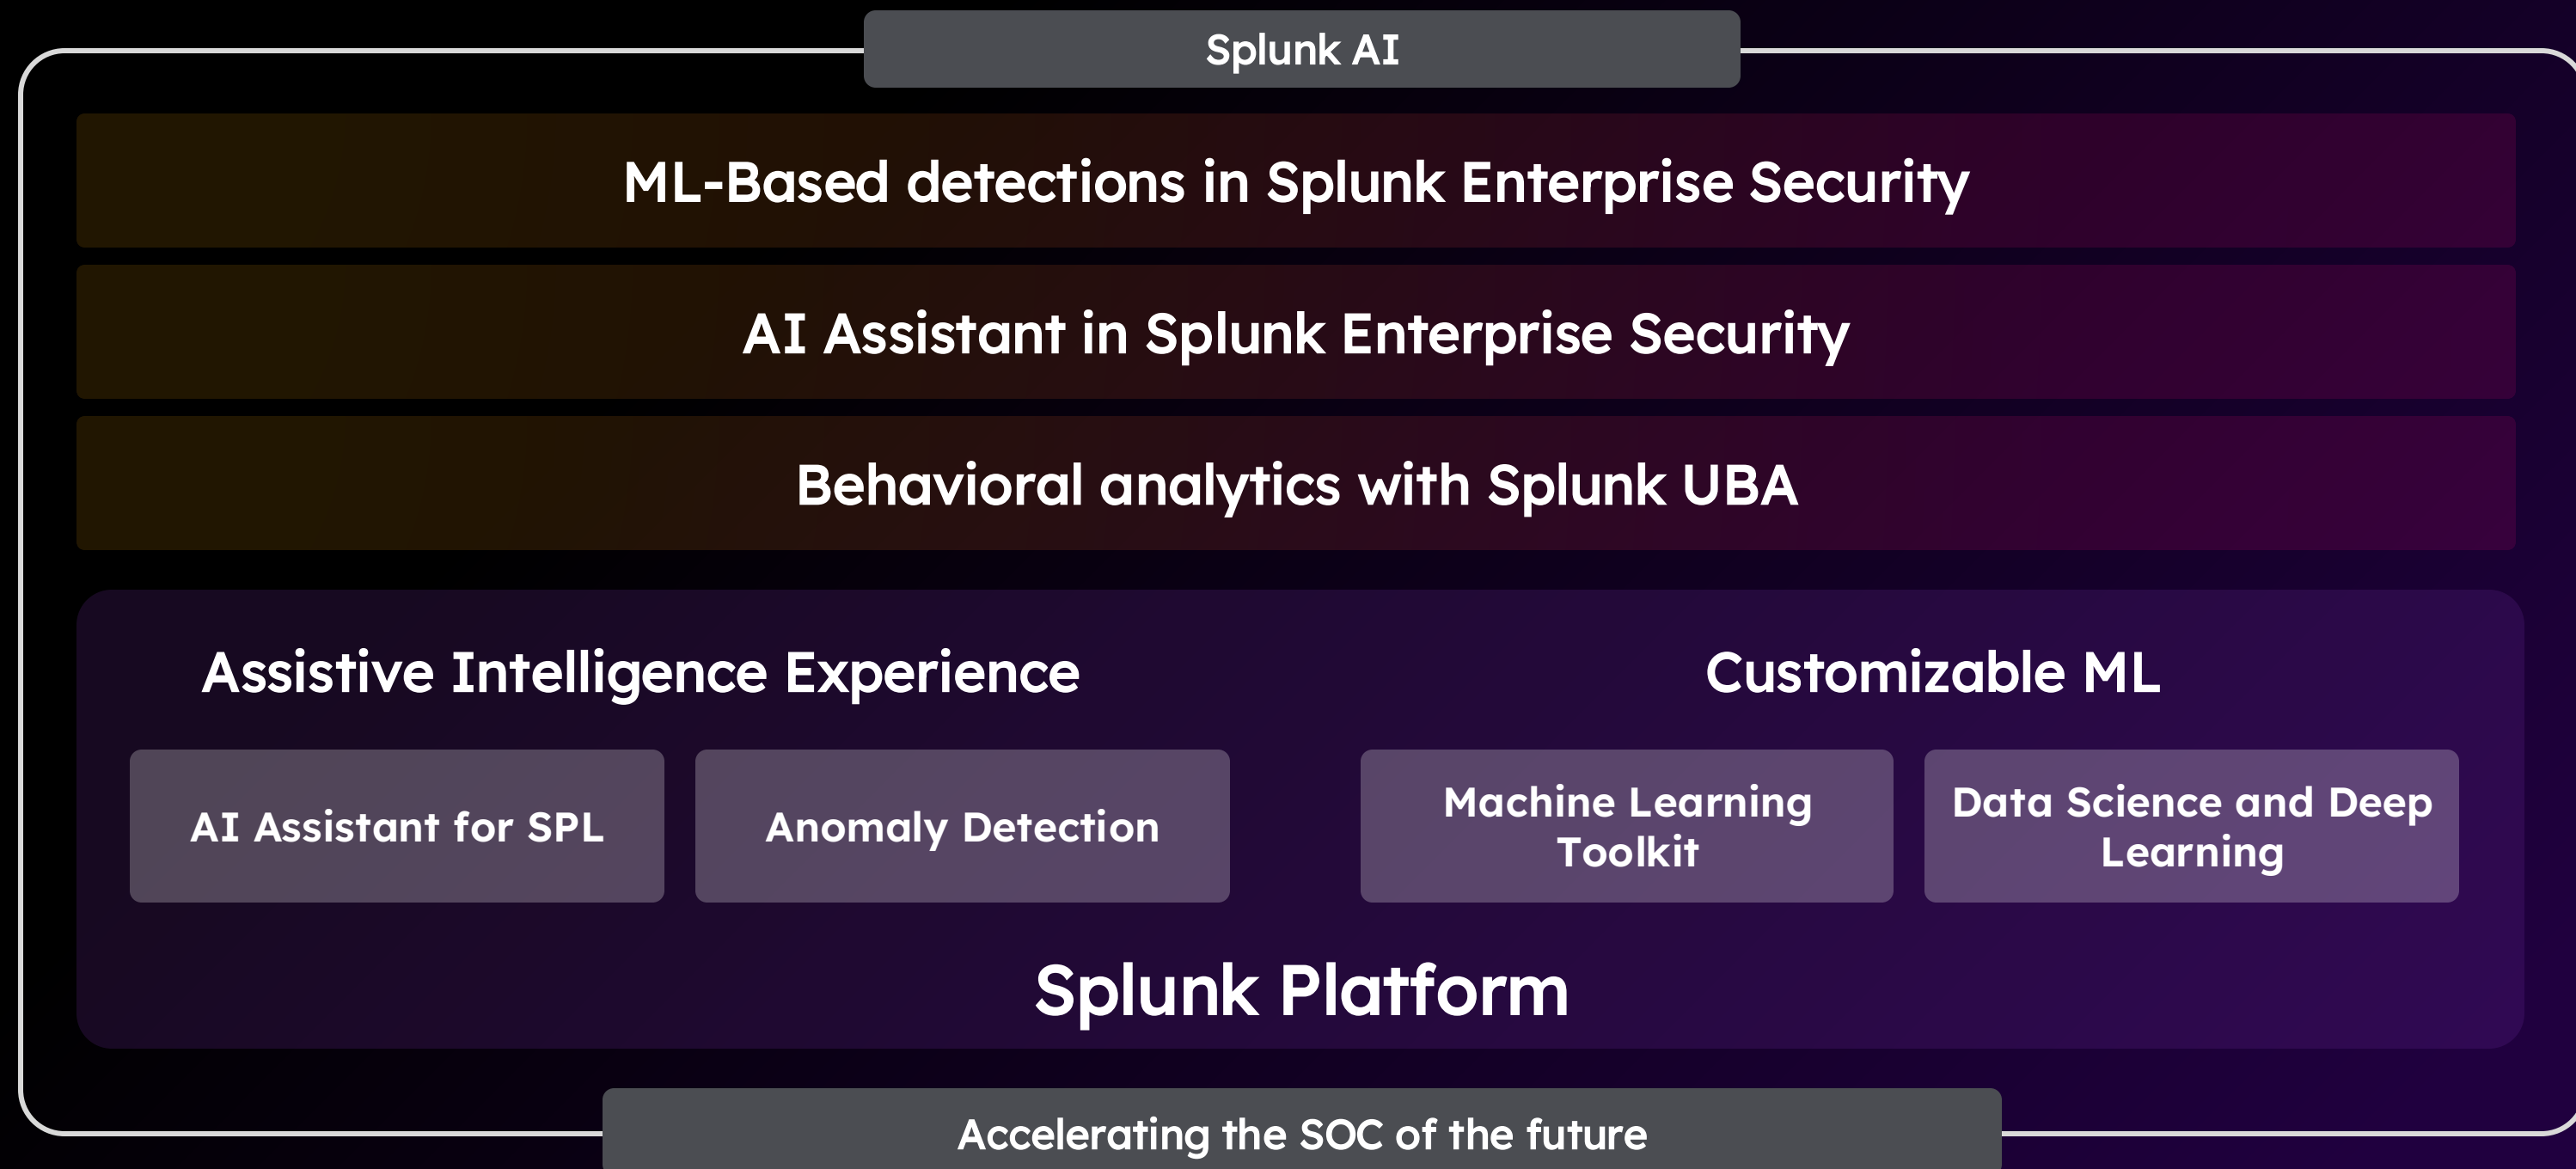 Splunk AI
ML-Based detections in Splunk Enterprise Security
AI Assistant in Splunk Enterprise Security
Behavioral analytics with Splunk UBA
Assistive Intelligence Experience
Customizable ML
AI Assistant for SPL
Anomaly Detection
Machine Learning
Toolkit
Data Science and Deep
Learning
Splunk Platform
Accelerating the SOC of the future